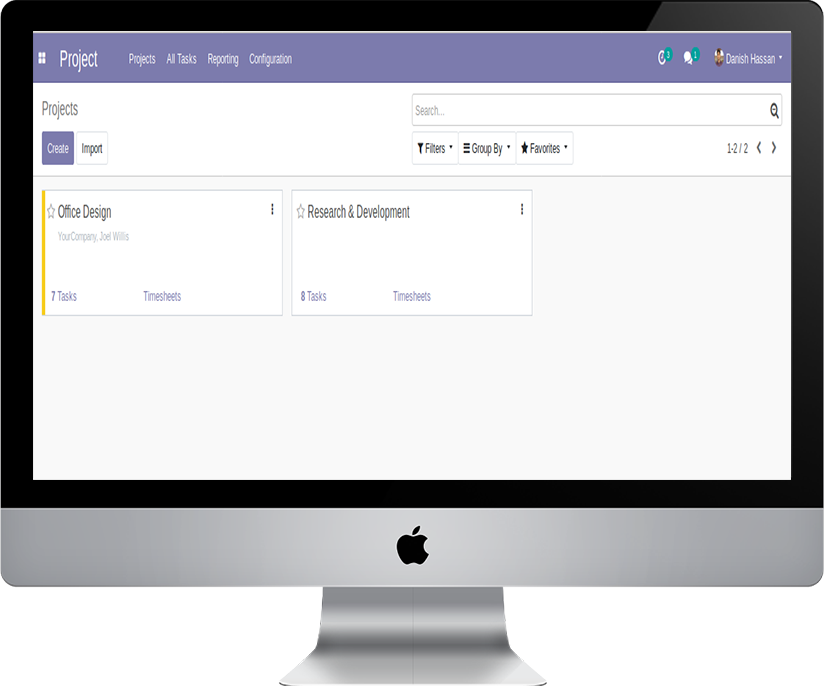 Project Projects All Tasks Reporting Configuration 3 1 Danish Hassan
Projects Search...
Create Import Filters Group By Favorites 1-2 / 2
Office Design Research & Development
YourCompany, Joel Willis
7 Tasks Timesheets 8 Tasks Timesheets